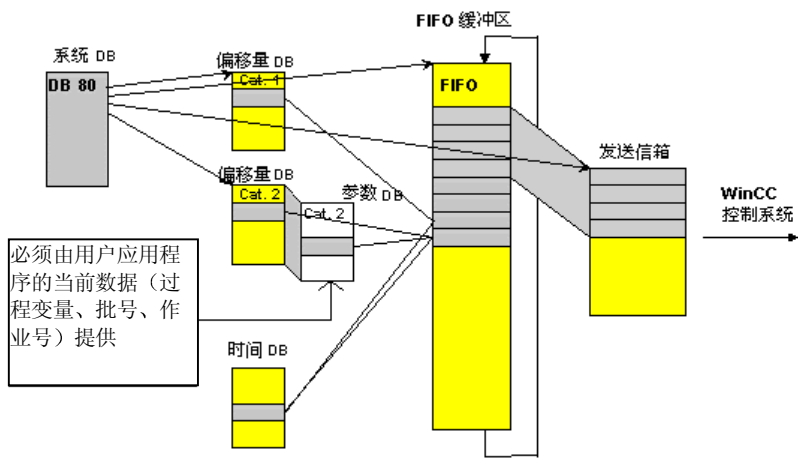 FIFO 缓冲区
系统 DB
偏移量 DB
DB 80
Cat. 1
FIFO
发送信箱
偏移量 DB
参数 DB
Cat. 2
Cat. 2
WinCC
控制系统
必须由用户应用程
序的当前数据（过
程变量、批号、作
业号）提供
时间 DB